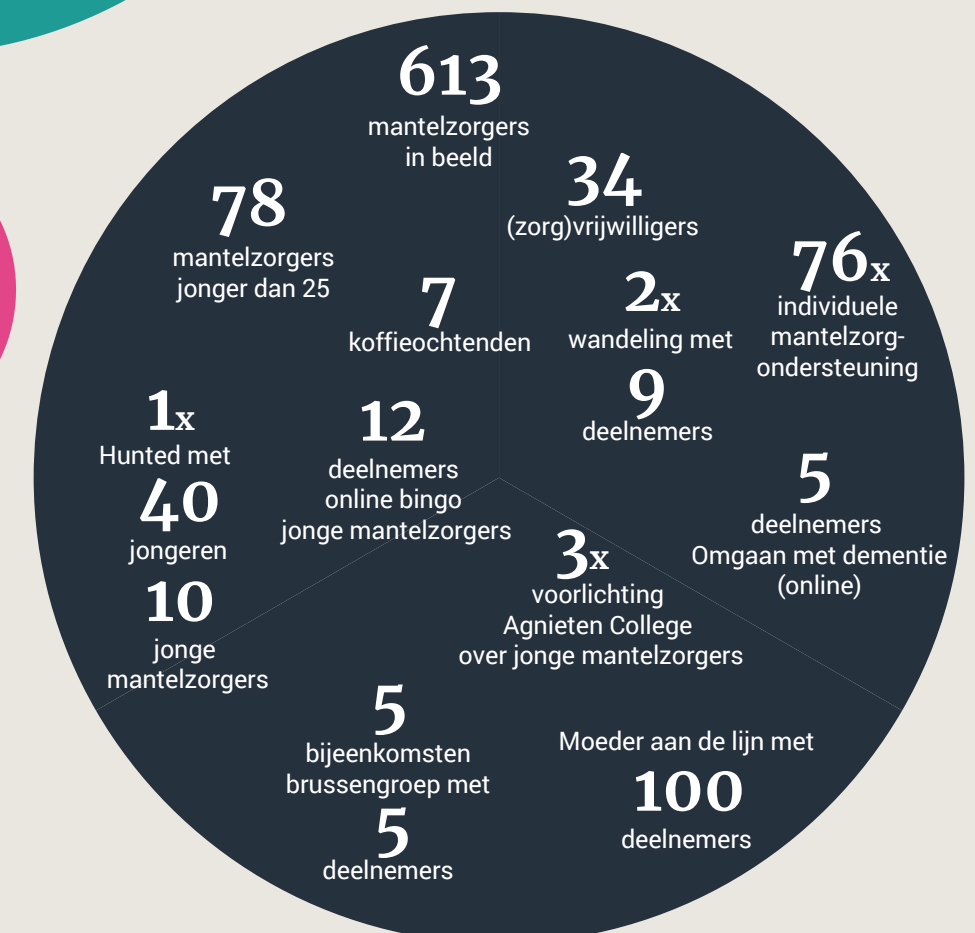 613
mantelzorgers
in beeld
34
(zorg)vrijwilligers
78
mantelzorgers
jonger dan 25
76x
individuele
mantelzorg-
ondersteuning
7
koffieochtenden
2x
wandeling met
9
deelnemers
1x
Hunted met
40
jongeren
10
jonge
mantelzorgers
12
deelnemers
online bingo
jonge mantelzorgers
5
deelnemers
Omgaan met dementie
(online)
3x
voorlichting
Agnieten College
over jonge mantelzorgers
5
bijeenkomsten
brussengroep met
5
deelnemers
Moeder aan de lijn met
100
deelnemers